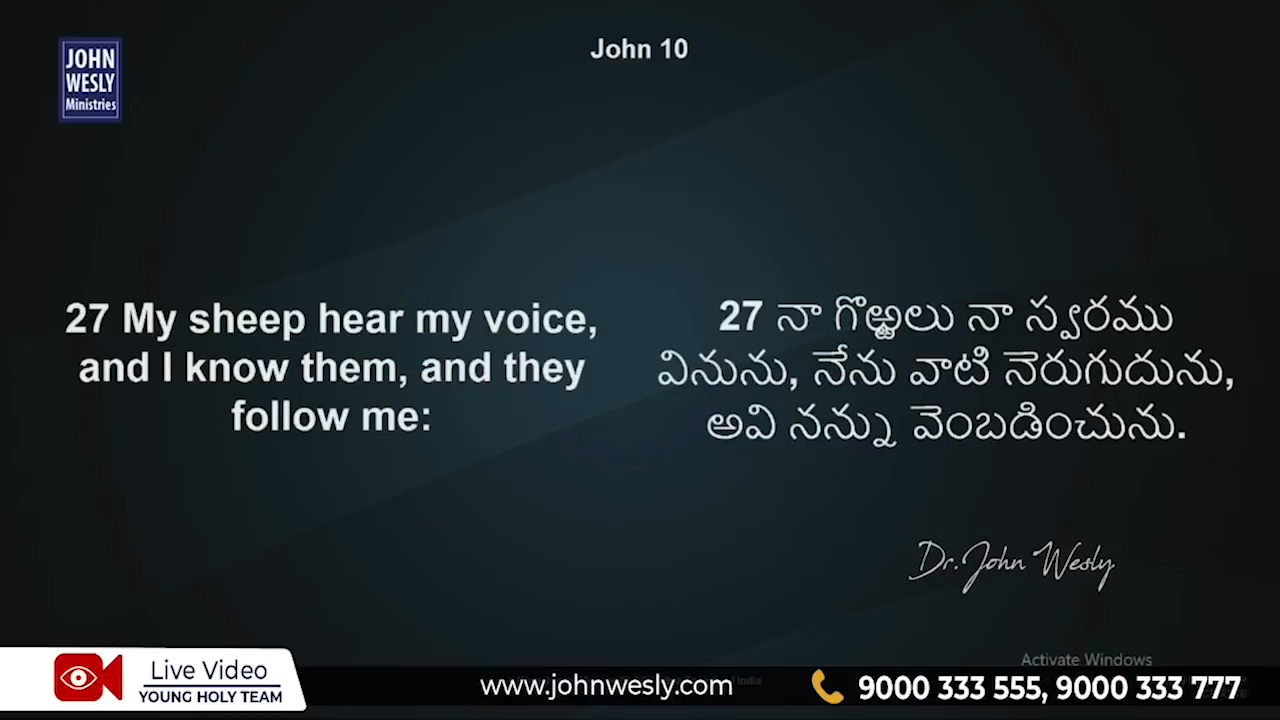 JOHN
WESLY
Ministries
John 10
27 My sheep hear my voice,
and I know them, and they
follow me:
27 నా గొఱ్ఱలు నా స్వరము
వినును, నేను వాటి నెరుగుదును,
అవి నన్ను వెంబడించును.
Dr. John Wesly
Activate Windows
Live Video
YOUNG HOLY TEAM
www.johnwesly.com
9000 333 555, 9000 333 777